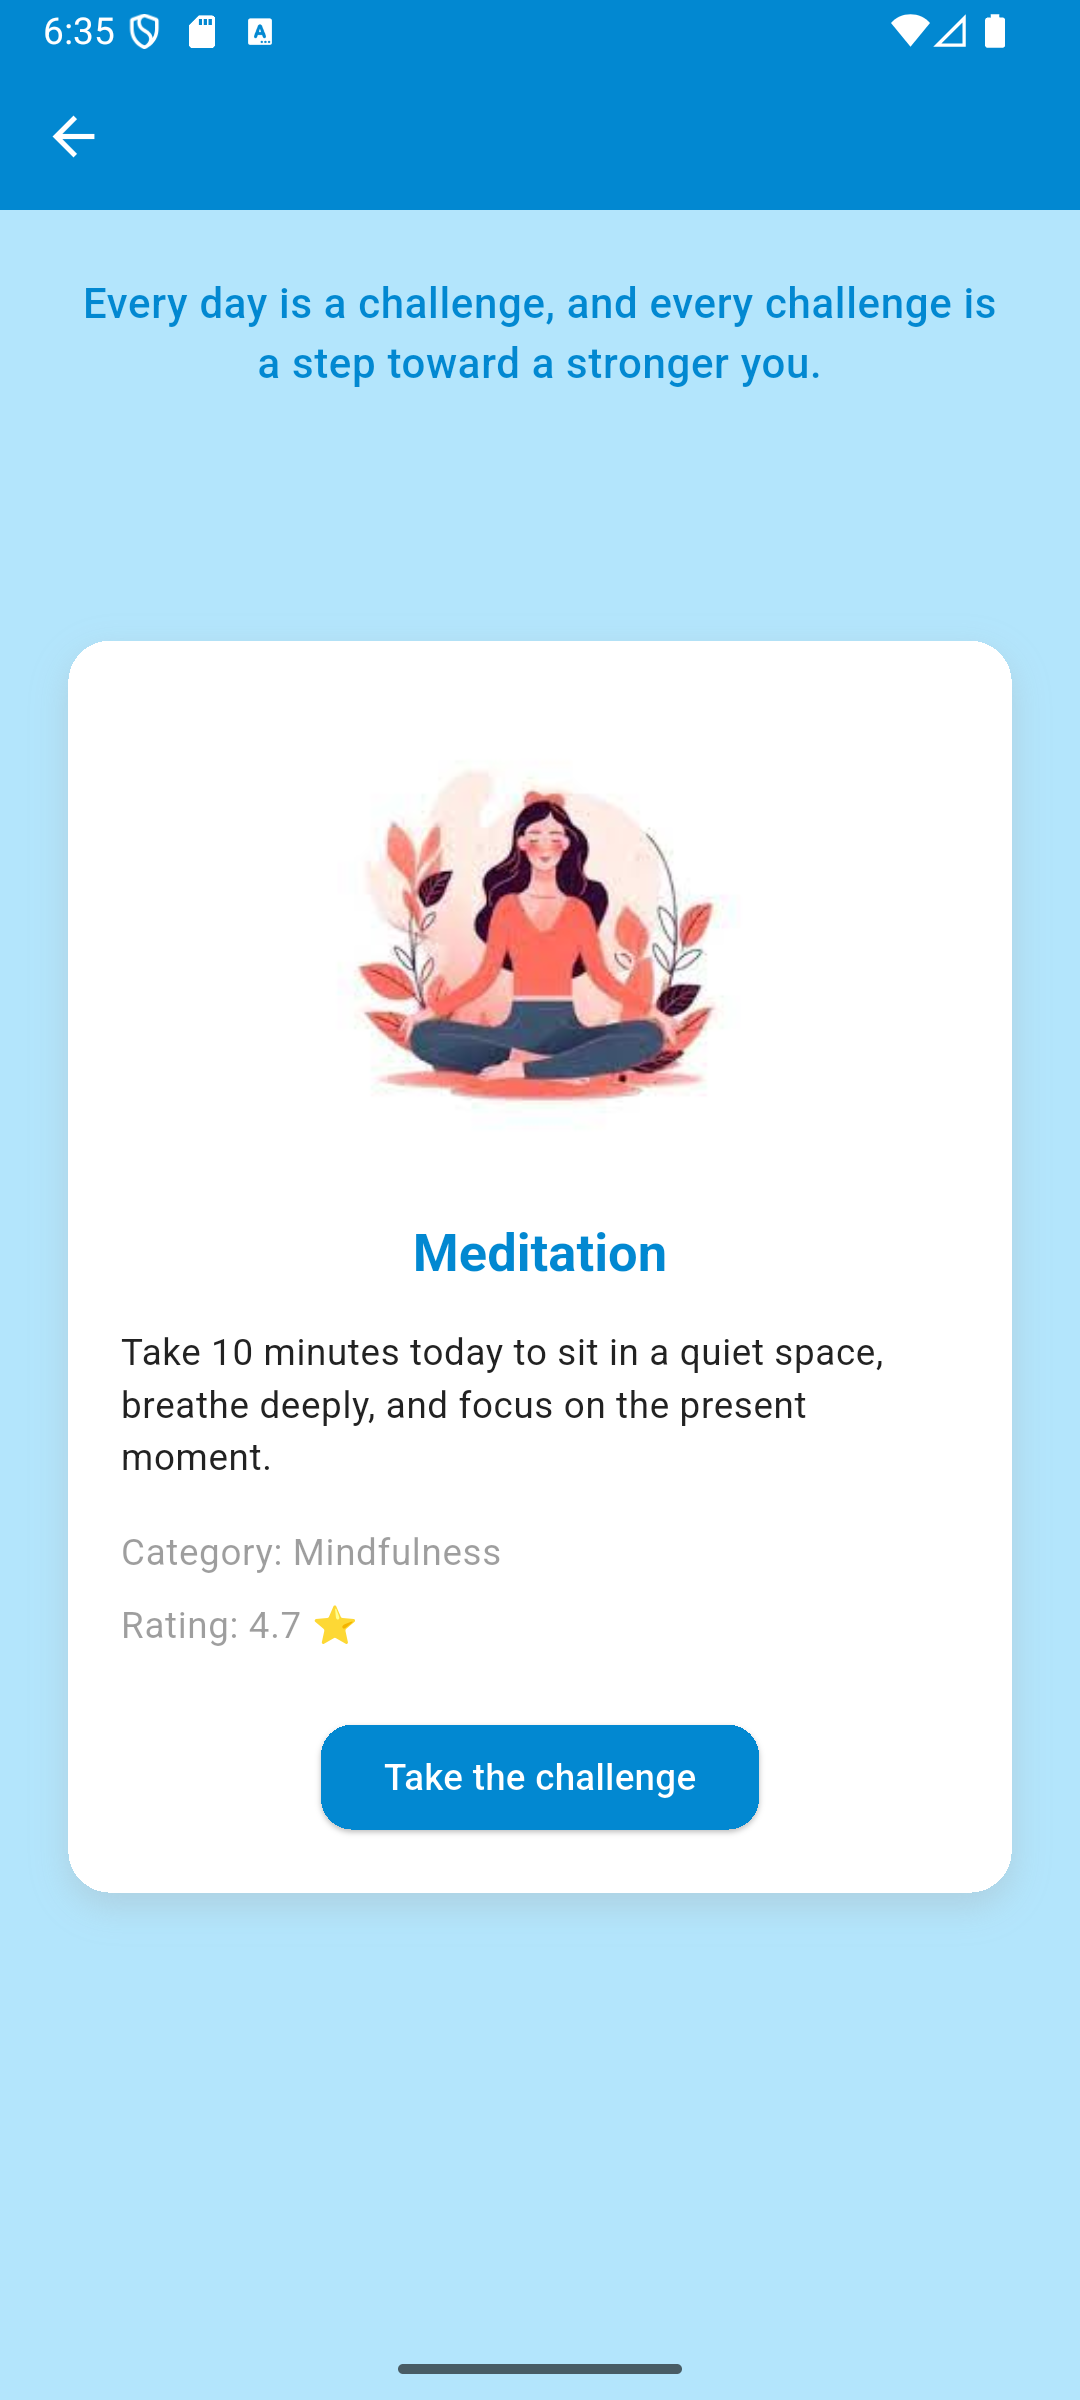 6:35
Every day is a challenge, and every challenge is
a step toward a stronger you.
Meditation
Take 10 minutes today to sit in a quiet space,
breathe deeply, and focus on the present
moment.
Category: Mindfulness
Rating: 4.7 ⭐
Take the challenge